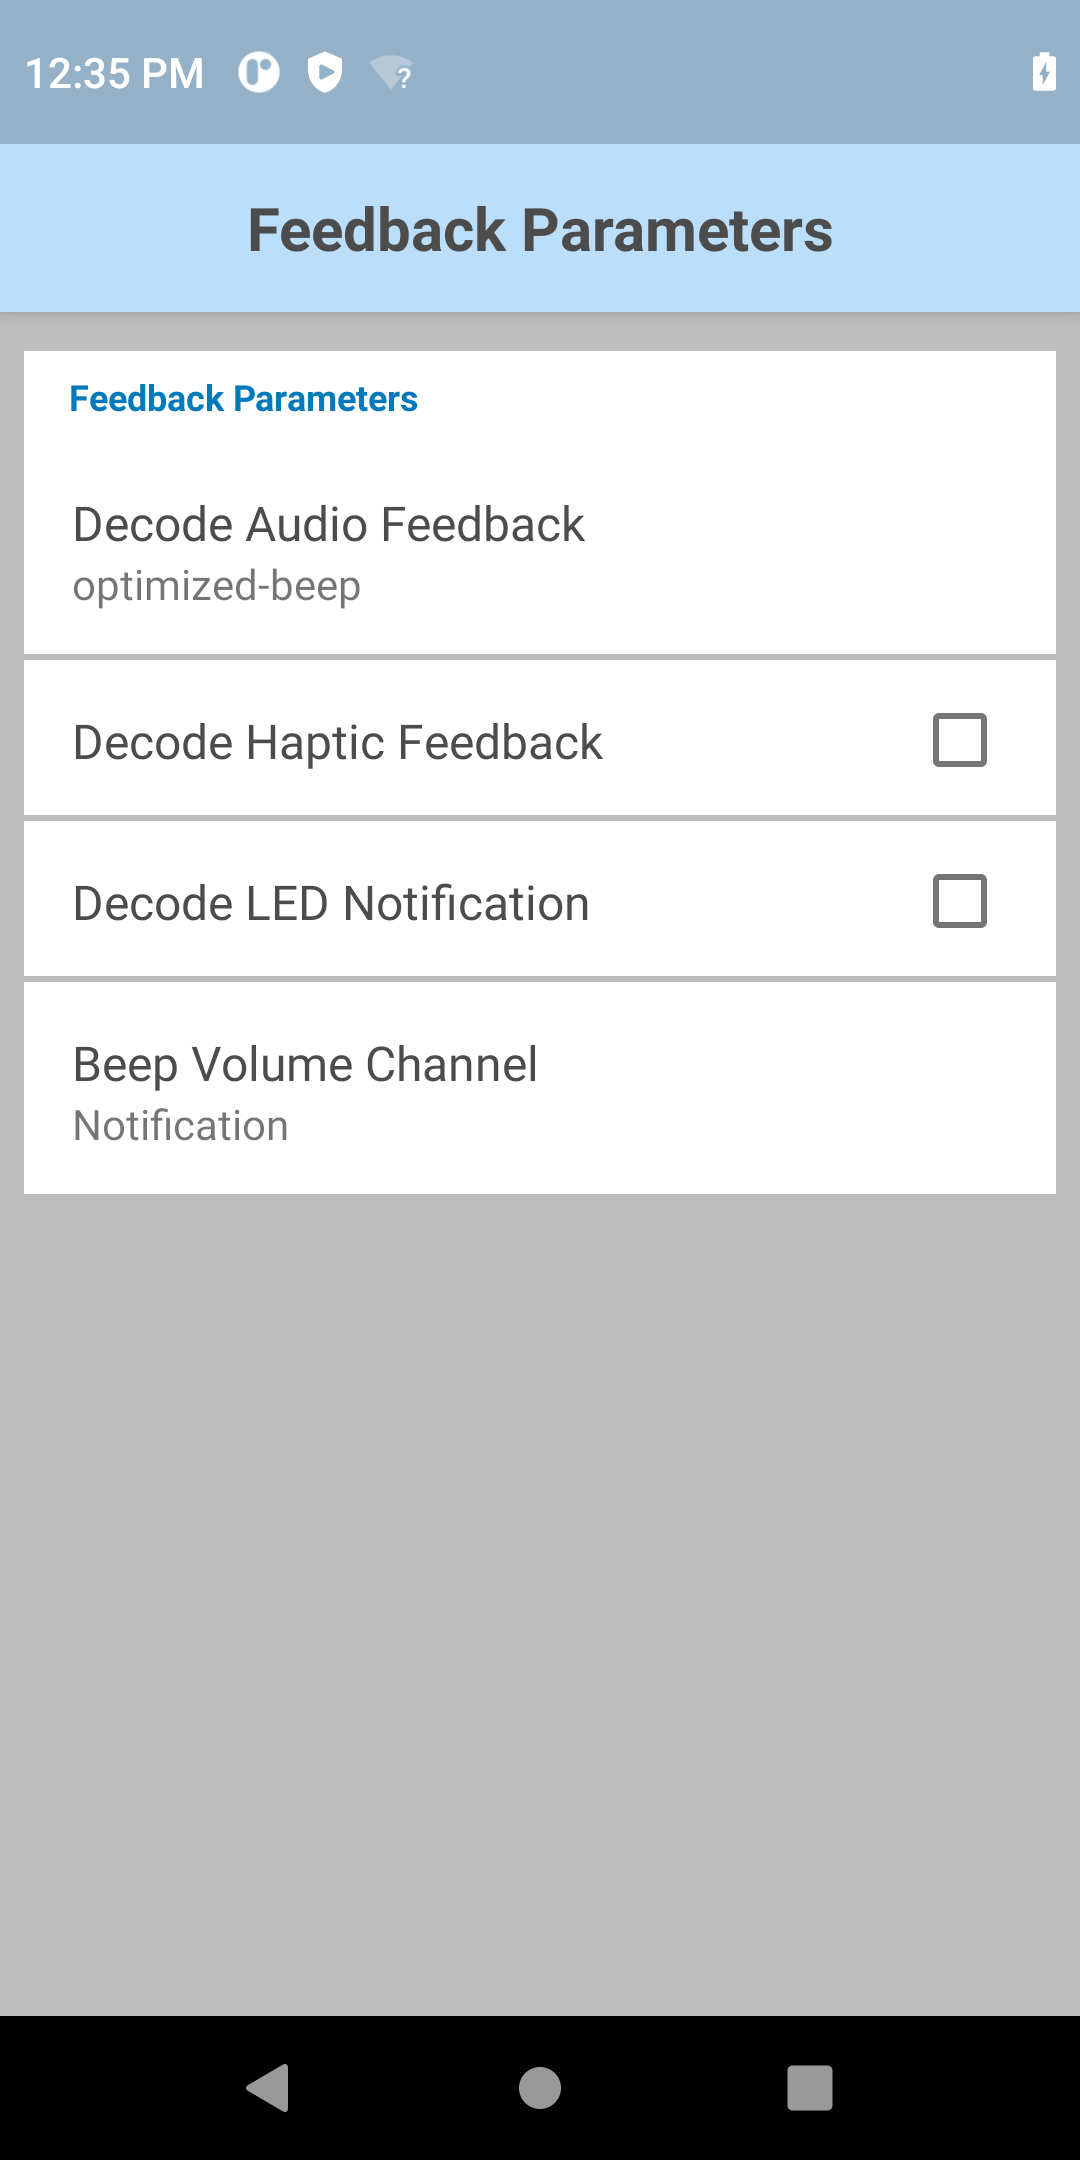 12:35 PM
Feedback Parameters
Feedback Parameters
Decode Audio Feedback
optimized-beep
Decode Haptic Feedback
Decode LED Notification
Beep Volume Channel
Notification